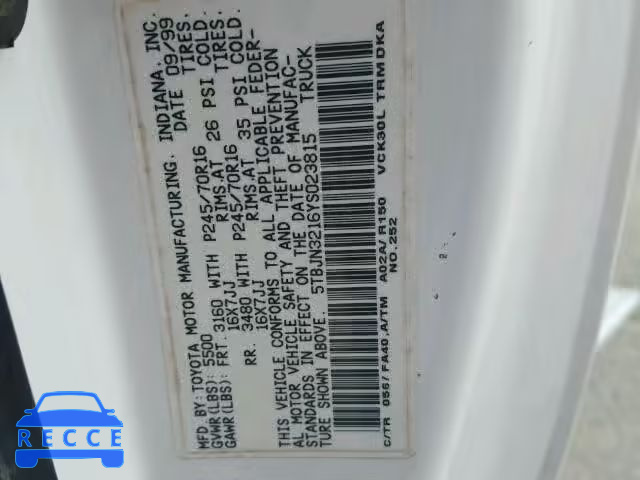 MFD. BY: TOYOTA MOTOR MANUFACTURING, INDIANA, INC.
GVWR(LBS): 5500 DATE 09/99
GAWR(LBS): FRT. 3160 WITH P245/70R16 TIRES.
16X7JJ RIMS.AT 26 PSI COLD.
RR. 3480 WITH P245/70R16 TIRES.
16X7JJ RIMS.AT 35 PSI COLD.
THIS VEHICLE CONFORMS TO ALL APPLICABLE FEDER-
AL MOTOR VEHICLE SAFETY AND THEFT PREVENTION
STANDARDS IN EFFECT ON THE DATE OF MANUFAC-
TURE SHOWN ABOVE.
5TBJN3216YS023815 TRUCK
C/TR 056/FA40,A/TM A02A/R150 VCK30L TRM DKA
NO.252
RECCE